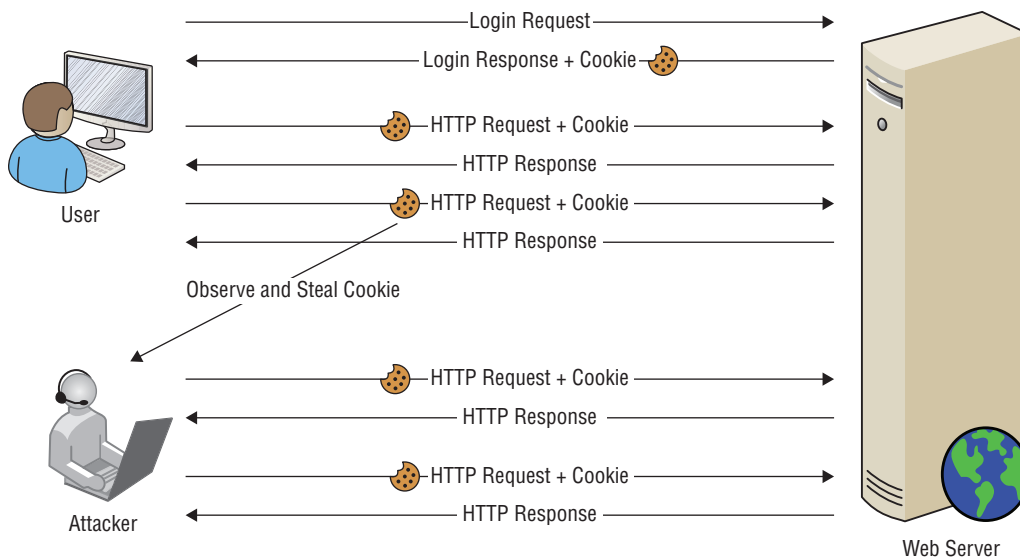 Login Request
Login Response + Cookie
HTTP Request + Cookie
HTTP Response
HTTP Request + Cookie
User
HTTP Response
Observe and Steal Cookie
HTTP Request + Cookie
HTTP Response
HTTP Request + Cookie
HTTP Response
Attacker
Web Server